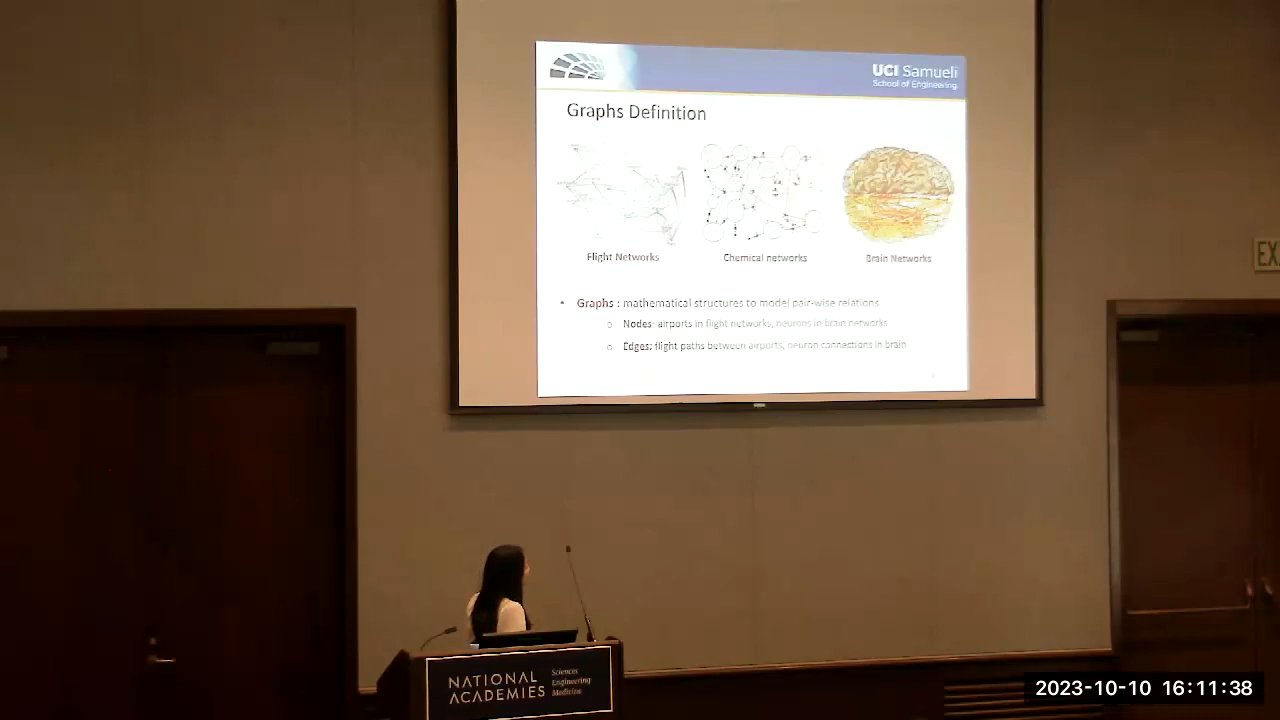 UCI Samueli
School of Engineering
Graphs Definition
Flight Networks
Chemical networks
Brain Networks
• Graphs : mathematical structures to model pair-wise relations
o Nodes: airports in flight networks, neurons in brain networks
o Edges: flight paths between airports, neuron connections in brain
EX
NATIONAL
ACADEMIES
Sciences
Engineering
Medicine
2023-10-10 16:11:38